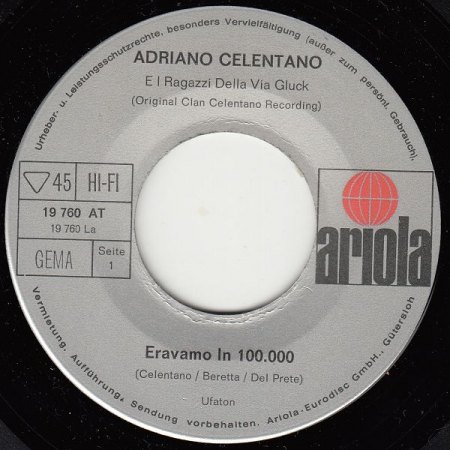 Urheber- u. Leistungsschutzrechte, besonders Vervielfältigung (außer zum persönl. Gebrauch),
ADRIANO CELENTANO
E I Ragazzi Della Via Gluck
(Original Clan Celentano Recording)
45 HI-FI
19 760 AT
19 760 La
GEMA Seite 1
ariola
Eravamo In 100.000
(Celentano / Beretta / Del Prete)
Ufaton
Vermietung, Aufführung, Sendung vorbehalten. Ariola-Eurodisc GmbH., Gütersloh